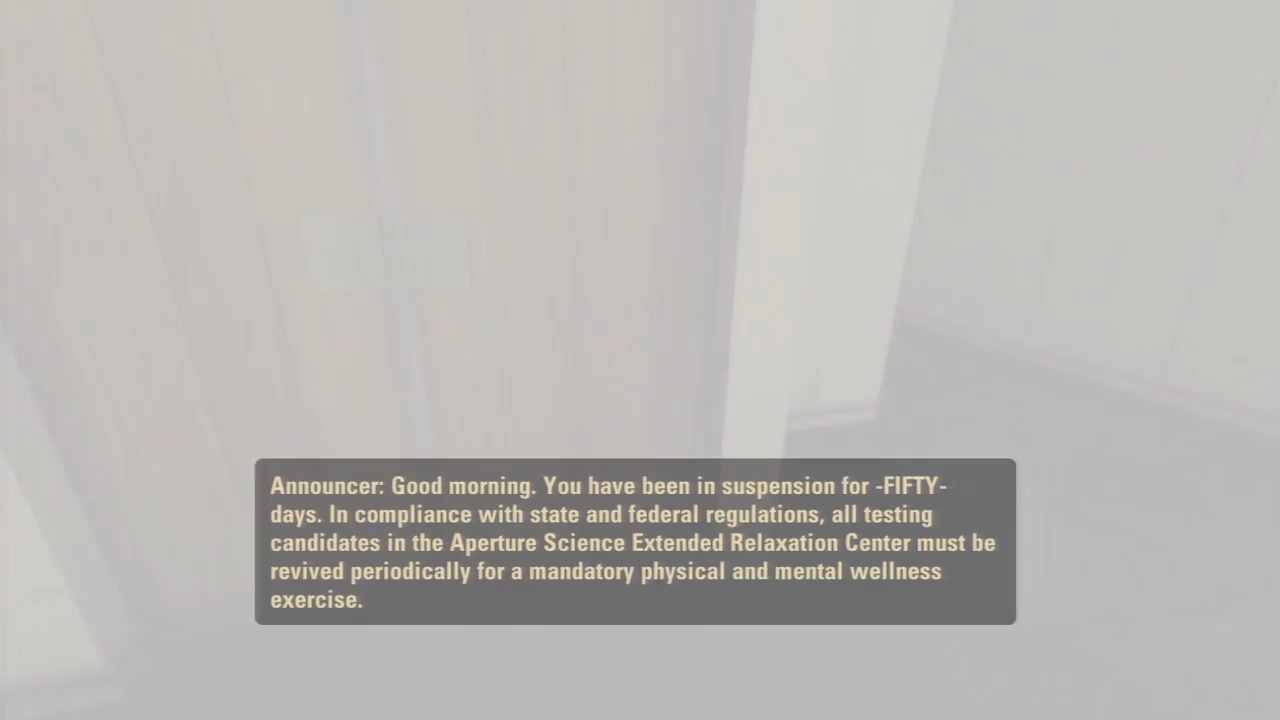 Announcer: Good morning. You have been in suspension for -FIFTY-
days. In compliance with state and federal regulations, all testing
candidates in the Aperture Science Extended Relaxation Center must be
revived periodically for a mandatory physical and mental wellness
exercise.